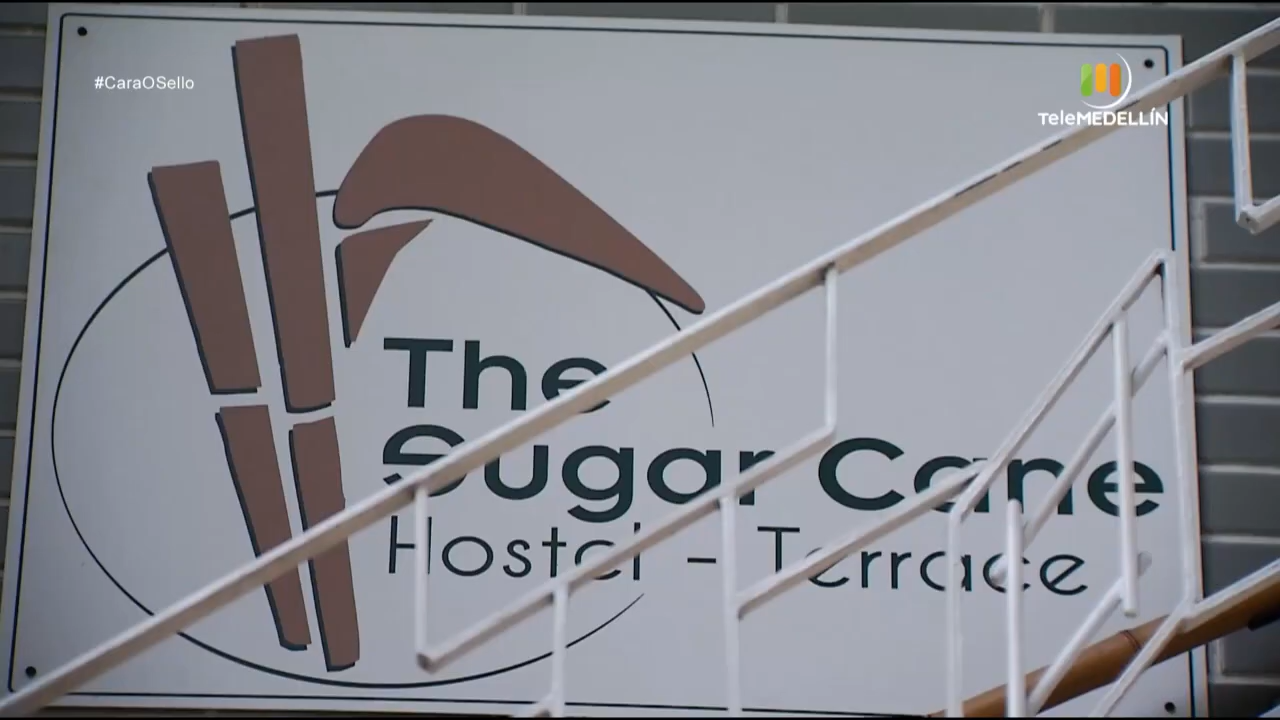 #CaraOSello
TeleMEDELLÍN
The
Sugar Cane
Hostel - Terrace